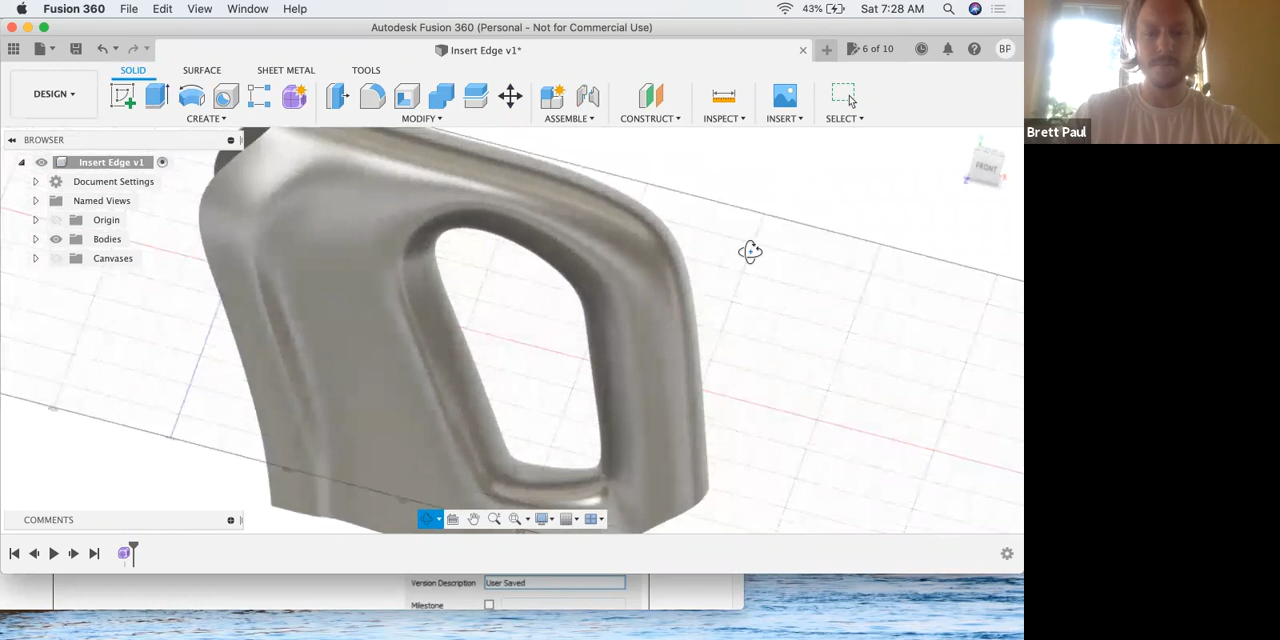 Fusion 360 File Edit View Window Help 43% Sat 7:28 AM
Autodesk Fusion 360 (Personal - Not for Commercial Use)
Insert Edge v1* 6 of 10 BP
SOLID SURFACE SHEET METAL TOOLS
DESIGN
CREATE MODIFY ASSEMBLE CONSTRUCT INSPECT INSERT SELECT
Brett Paul
BROWSER
Insert Edge v1
Document Settings
Named Views
Origin
Bodies
Canvases
FRONT
COMMENTS
Version Description User Saved
Milestone